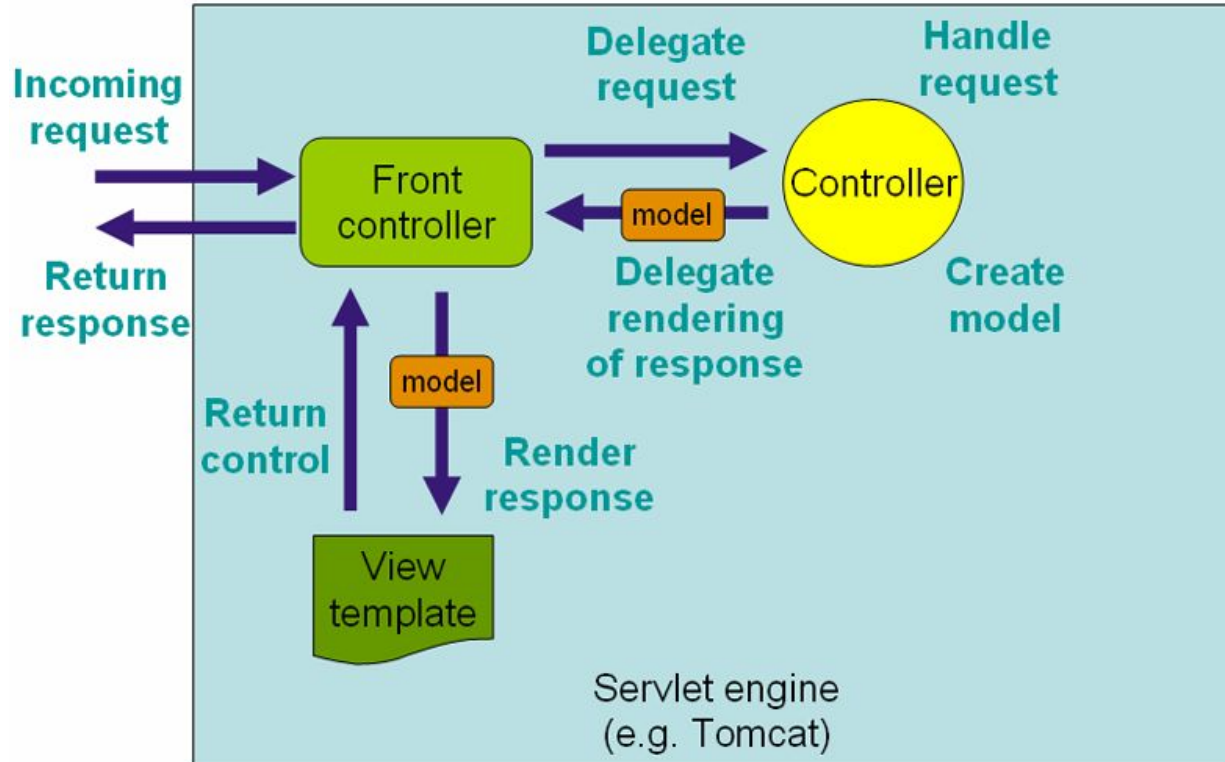 Incoming
request
Return
response
Front
controller
Delegate
request
Handle
request
Controller
model
Delegate
rendering
of response
Create
model
model
Return
control
Render
response
View
template
Servlet engine
(e.g. Tomcat)